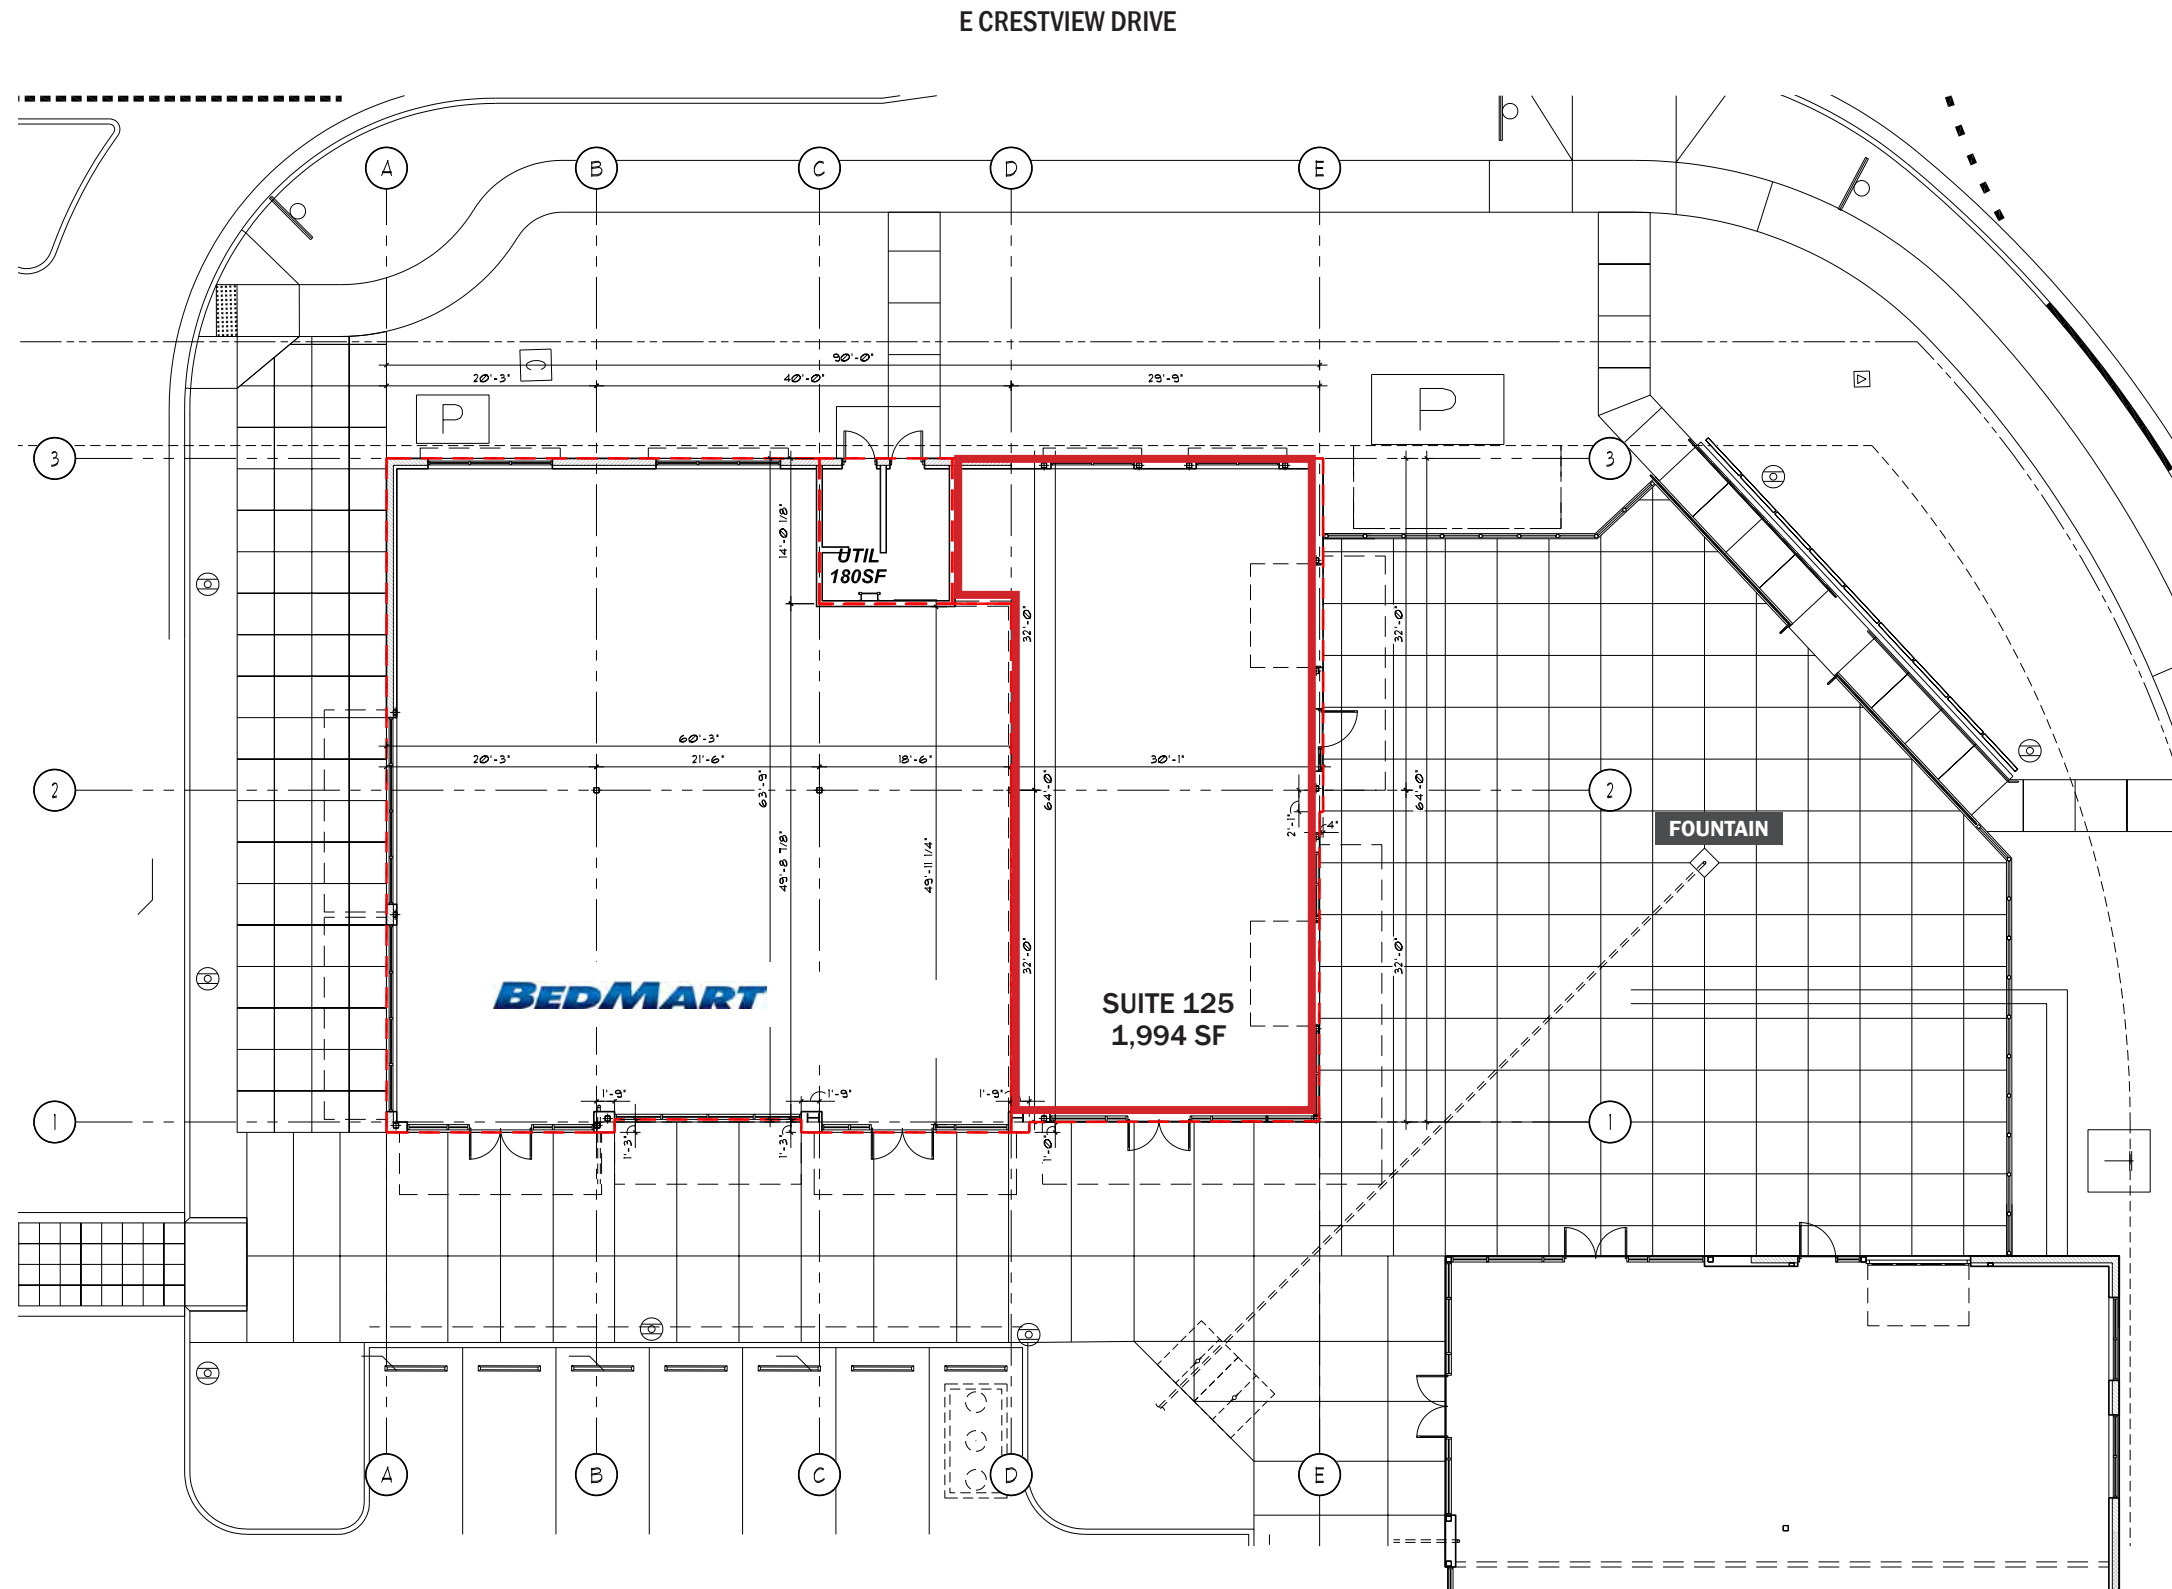 E CRESTVIEW DRIVE
A B C D E
90'-0"
20'-3" 40'-0" 29'-9"
P P
3 3
14'-0 1/8"
UTIL
180SF
32'-0" 32'-0"
60'-3"
20'-3" 21'-6" 18'-6" 30'-1"
63'-9" 64'-0" 64'-0"
2 2
2'-1" 4"
FOUNTAIN
49'-8 7/8" 49'-11 1/4"
32'-0" 32'-0"
BEDMART
SUITE 125
1,994 SF
1'-9" 1'-9" 1'-9"
1 1
1'-3" 1'-3" 1'-0"
A B C D E